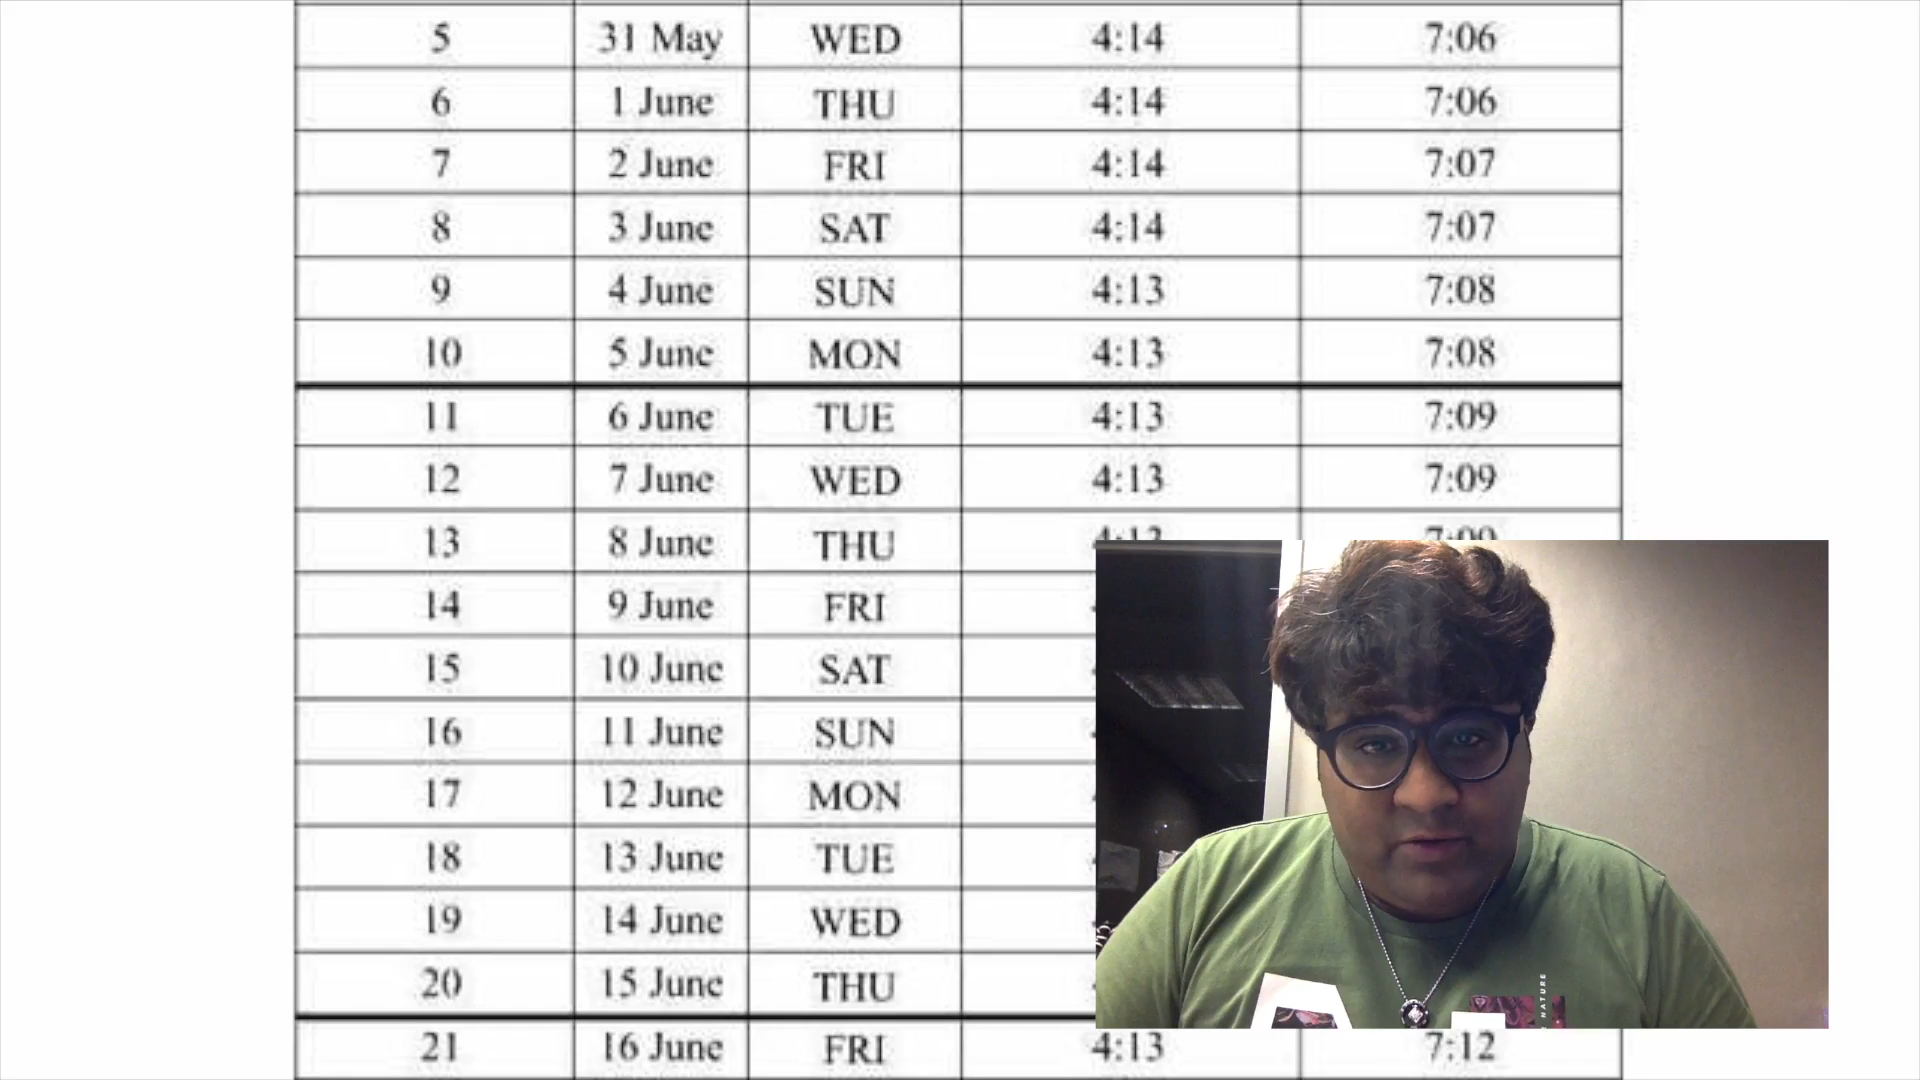 5 31 May WED 4:14 7:06
6 1 June THU 4:14 7:06
7 2 June FRI 4:14 7:07
8 3 June SAT 4:14 7:07
9 4 June SUN 4:13 7:08
10 5 June MON 4:13 7:08
11 6 June TUE 4:13 7:09
12 7 June WED 4:13 7:09
13 8 June THU
14 9 June FRI
15 10 June SAT
16 11 June SUN
17 12 June MON
18 13 June TUE
19 14 June WED
20 15 June THU
NATURE
21 16 June FRI 4:13 7:12